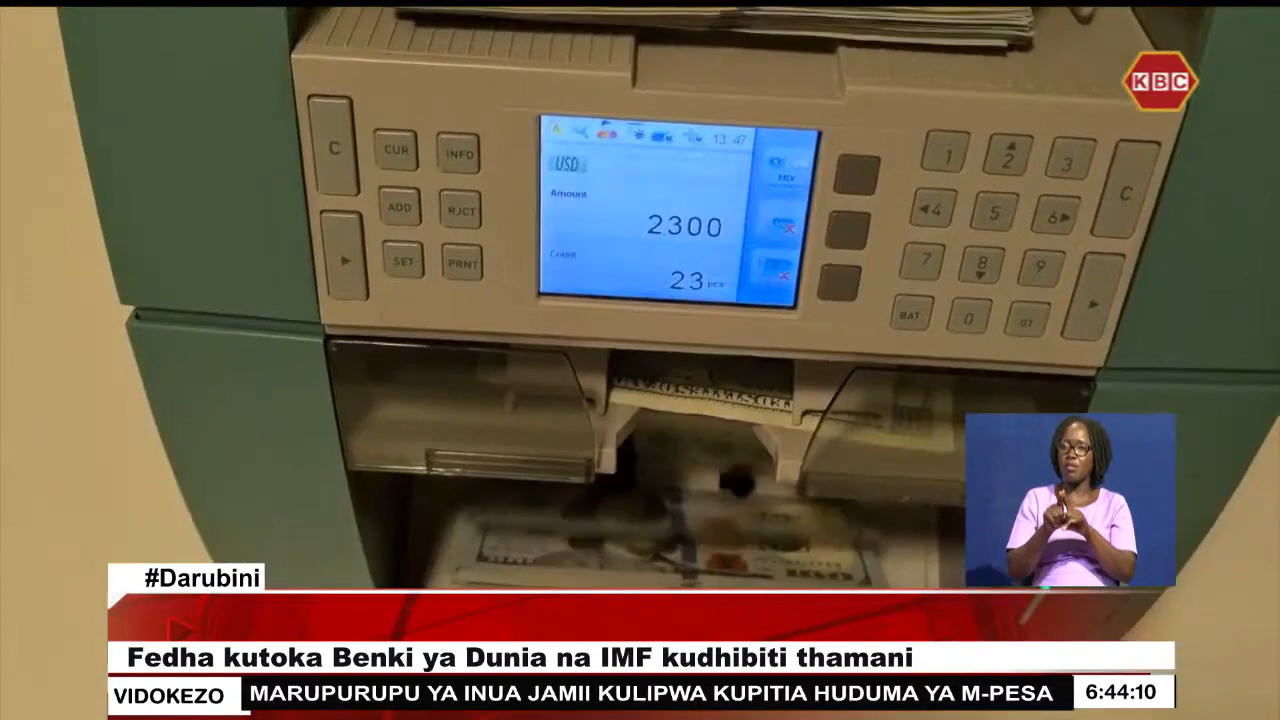 KBC
13 47
USD
MIX
Amount
2300
Count
23 pcs
C
CUR
INFO
ADD
RJCT
SET
PRNT
1
2
3
C
4
5
6
7
8
9
BAT
0
#Darubini
Fedha kutoka Benki ya Dunia na IMF kudhibiti thamani
VIDOKEZO
MARUPURUPU YA INUA JAMII KULIPWA KUPITIA HUDUMA YA M-PESA
6:44:10